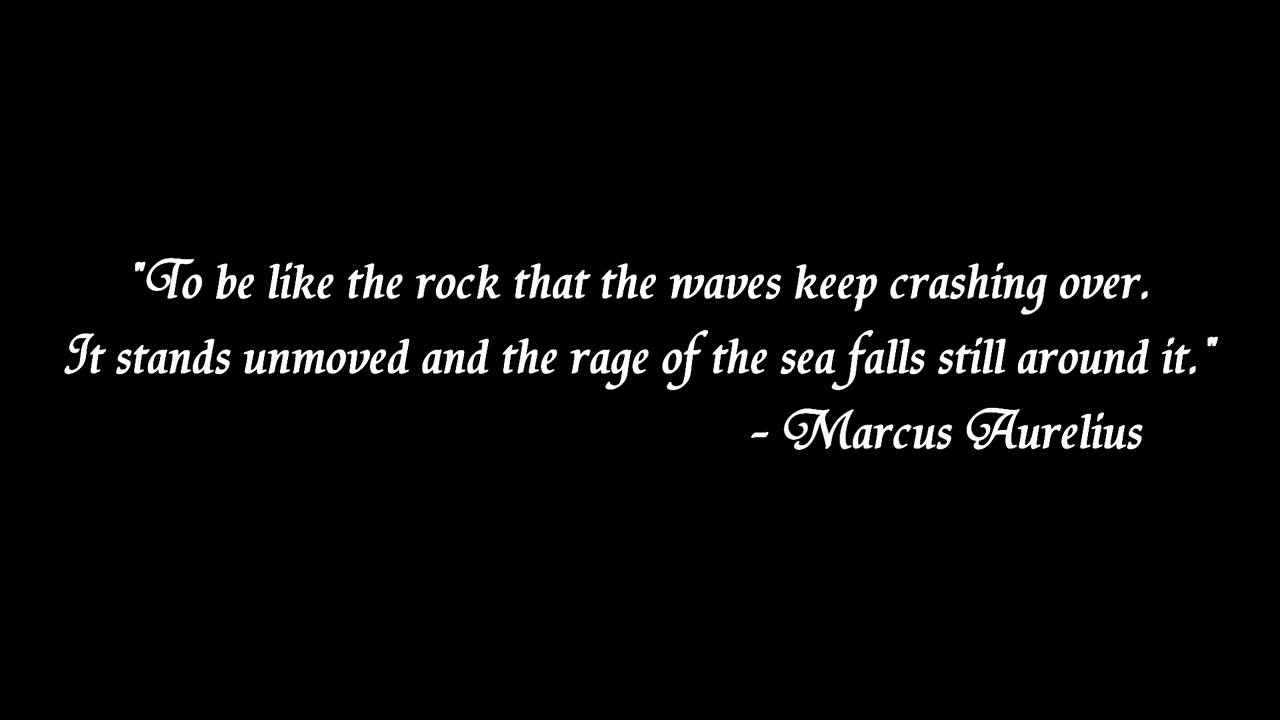 "To be like the rock that the waves keep crashing over.
It stands unmoved and the rage of the sea falls still around it."
- Marcus Aurelius